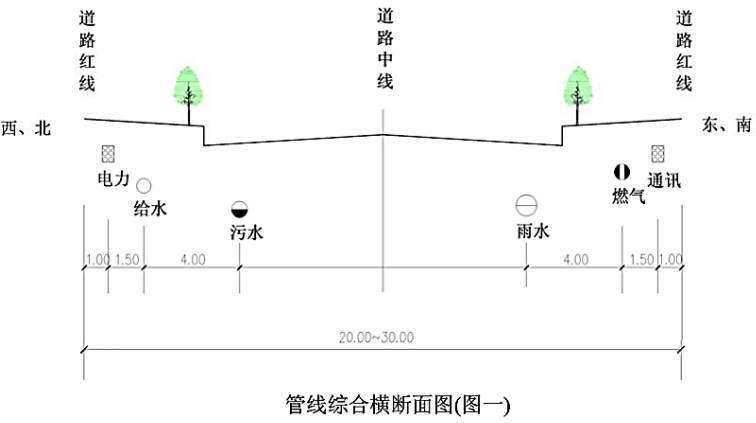 道路红线
道路中线
道路红线
西、北
东、南
电力
给水
污水
雨水
燃气
通讯
1.00
1.50
4.00
4.00
1.50
1.00
20.00~30.00
管线综合横断面图(图一)